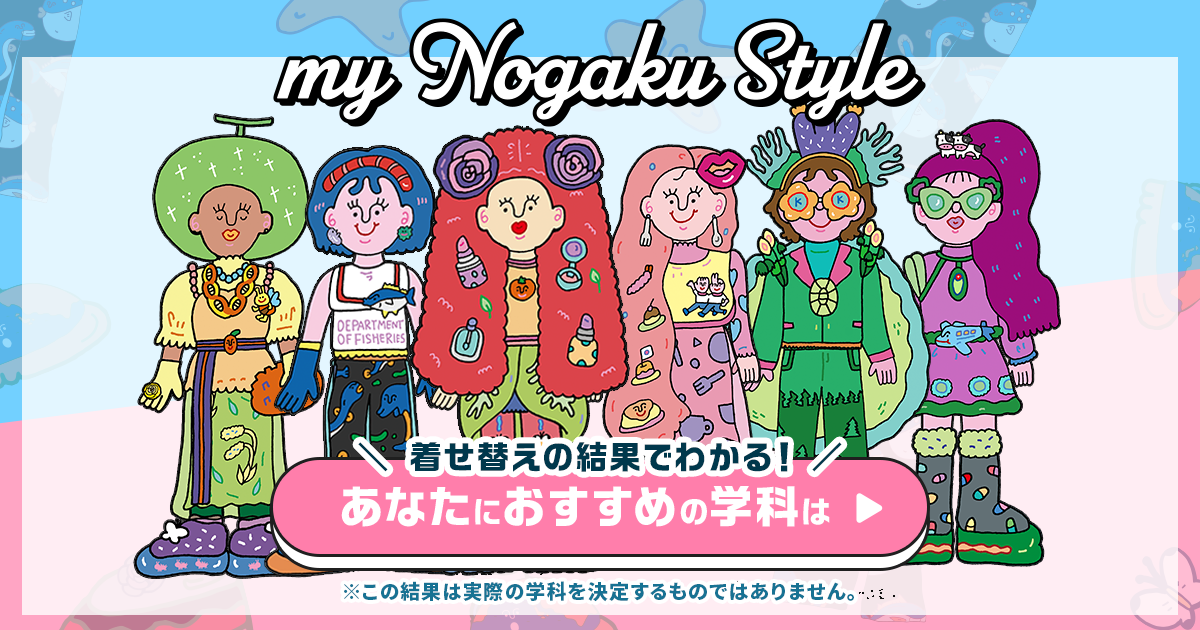 my Nogaku Style
K K
DEPARTMENT
OF FISHERIES
着せ替えの結果でわかる!
あなたにおすすめの学科は
※この結果は実際の学科を決定するものではありません。